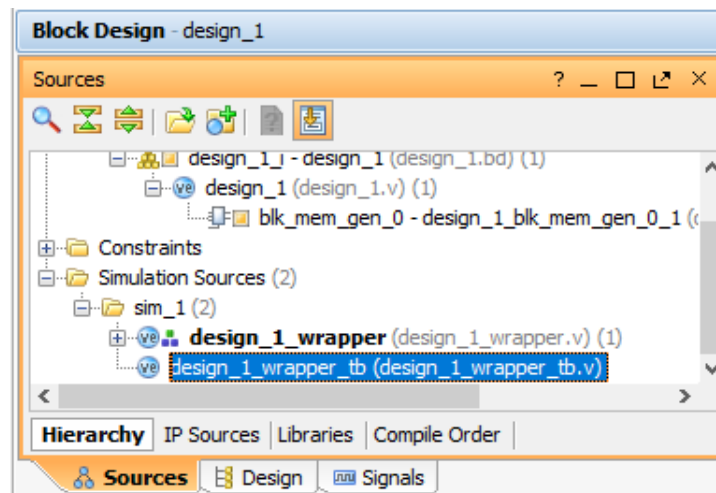 Block Design - design_1
Sources
?
design_1_i - design_1 (design_1.bd) (1)
design_1 (design_1.v) (1)
blk_mem_gen_0 - design_1_blk_mem_gen_0_1 (
Constraints
Simulation Sources (2)
sim_1 (2)
design_1_wrapper (design_1_wrapper.v) (1)
design_1_wrapper_tb (design_1_wrapper_tb.v)
Hierarchy IP Sources Libraries Compile Order
Sources Design Signals